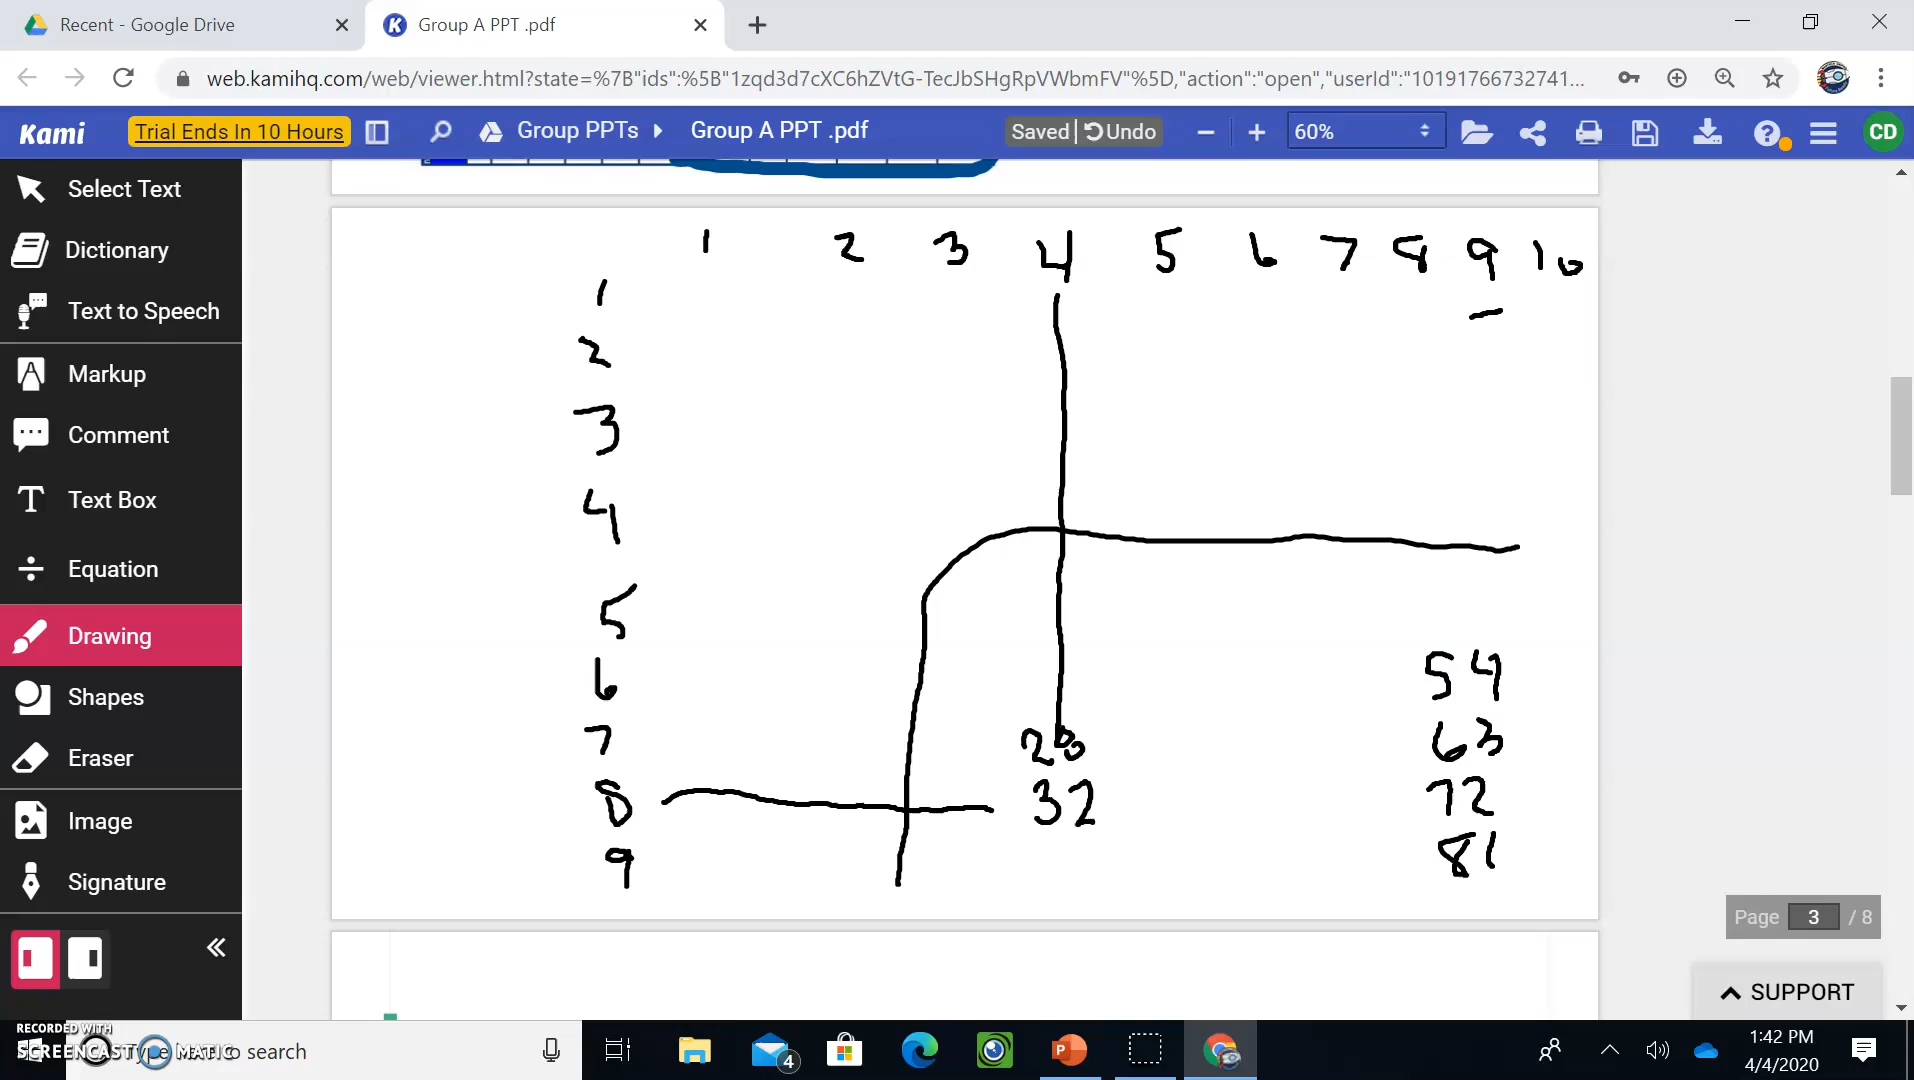 Recent - Google Drive
Group A PPT .pdf
web.kamihq.com/web/viewer.html?state=%7B"ids"%5B"1zqd3d7cXC6hZVtG-TecJbSHgRpVWbmFV"%5D,"action":"open","userId":"10191766732741...
Kami
Trial Ends In 10 Hours
Group PPTs
Group A PPT .pdf
Saved
Undo
60%
CD
Select Text
Dictionary
Text to Speech
Markup
Comment
Text Box
Equation
Drawing
Shapes
Eraser
Image
Signature
1 2 3 4 5 6 7 8 9 10
1
2
3
4
5
6 54
7 28 63
8 32 72
9 81
Page 3 / 8
SUPPORT
RECORDED WITH
SCREENCAST MATIC
Type here to search
4
1:42 PM
4/4/2020